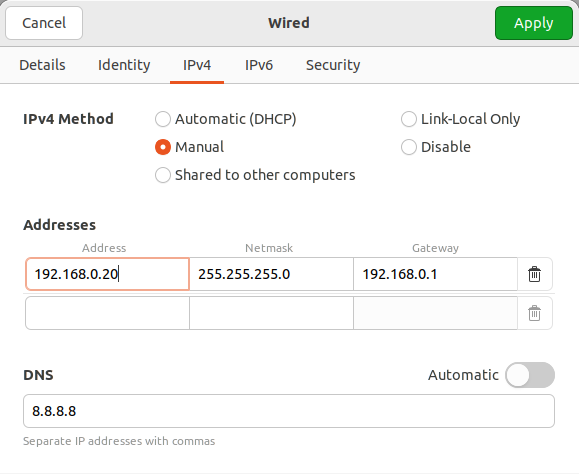 Cancel Wired Apply
Details Identity IPv4 IPv6 Security
IPv4 Method Automatic (DHCP) Link-Local Only
Manual Disable
Shared to other computers
Addresses
Address Netmask Gateway
192.168.0.20 255.255.255.0 192.168.0.1
DNS Automatic
8.8.8.8
Separate IP addresses with commas